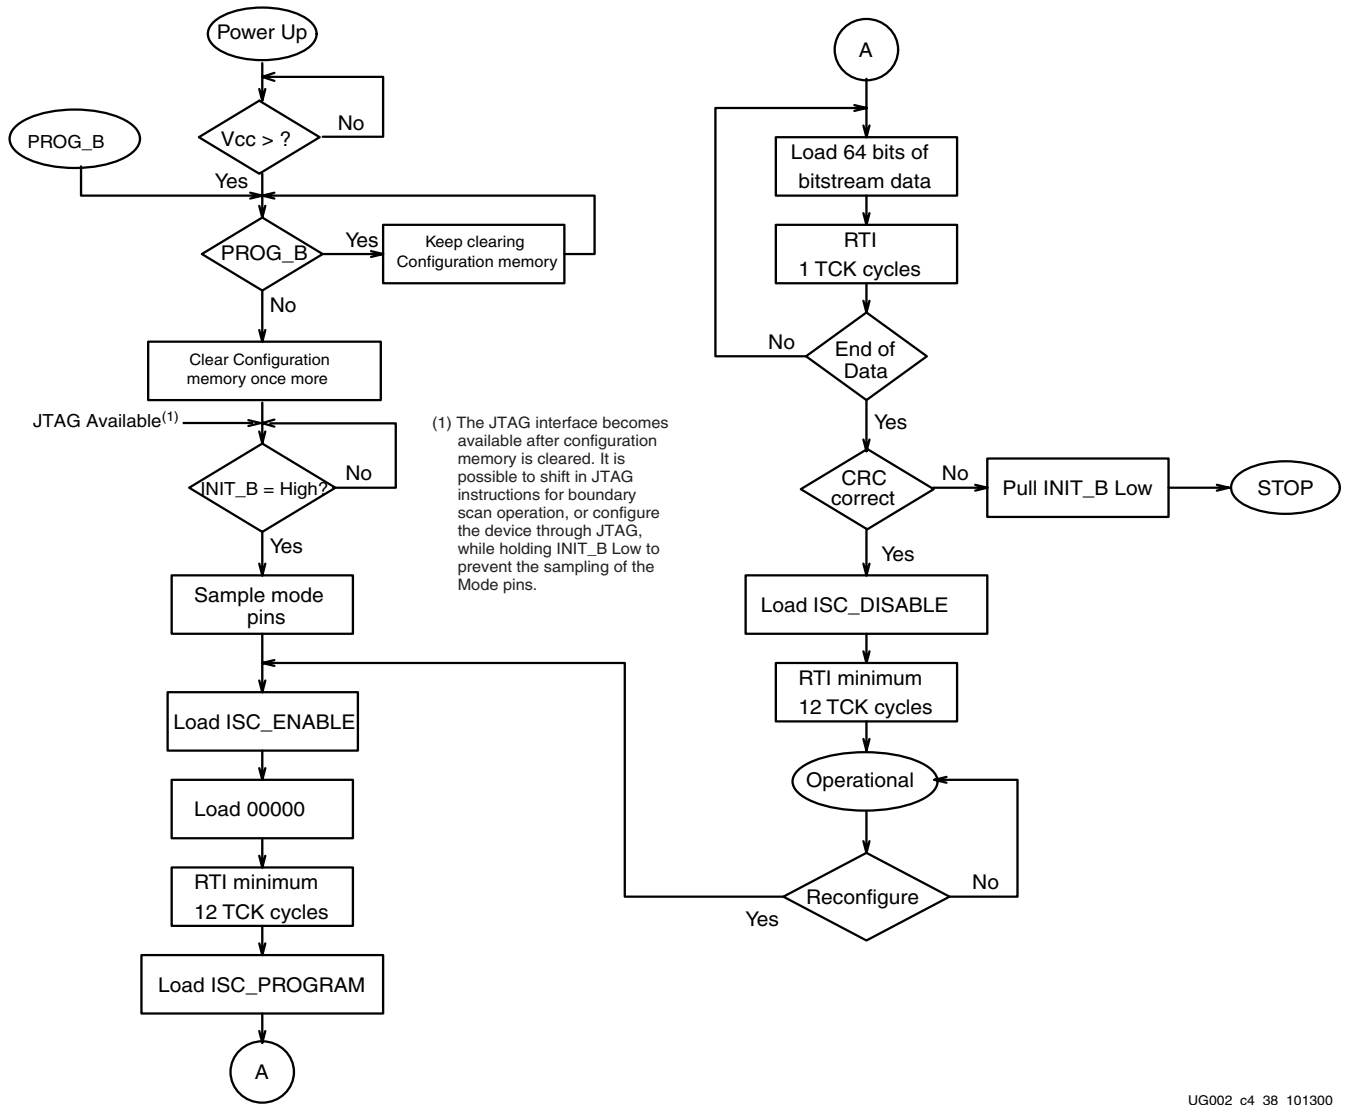 Power Up
Vcc > ?
No
Yes
PROG_B
PROG_B
Yes
Keep clearing
Configuration memory
No
Clear Configuration
memory once more
JTAG Available(1)
INIT_B = High?
No
Yes
Sample mode
pins
Load ISC_ENABLE
Load 00000
RTI minimum
12 TCK cycles
Load ISC_PROGRAM
A
(1) The JTAG interface becomes
available after configuration
memory is cleared. It is
possible to shift in JTAG
instructions for boundary
scan operation, or configure
the device through JTAG,
while holding INIT_B Low to
prevent the sampling of the
Mode pins.
A
Load 64 bits of
bitstream data
RTI
1 TCK cycles
End of
Data
No
Yes
CRC
correct
No
Pull INIT_B Low
STOP
Yes
Load ISC_DISABLE
RTI minimum
12 TCK cycles
Operational
Reconfigure
No
Yes
UG002_c4_38_101300